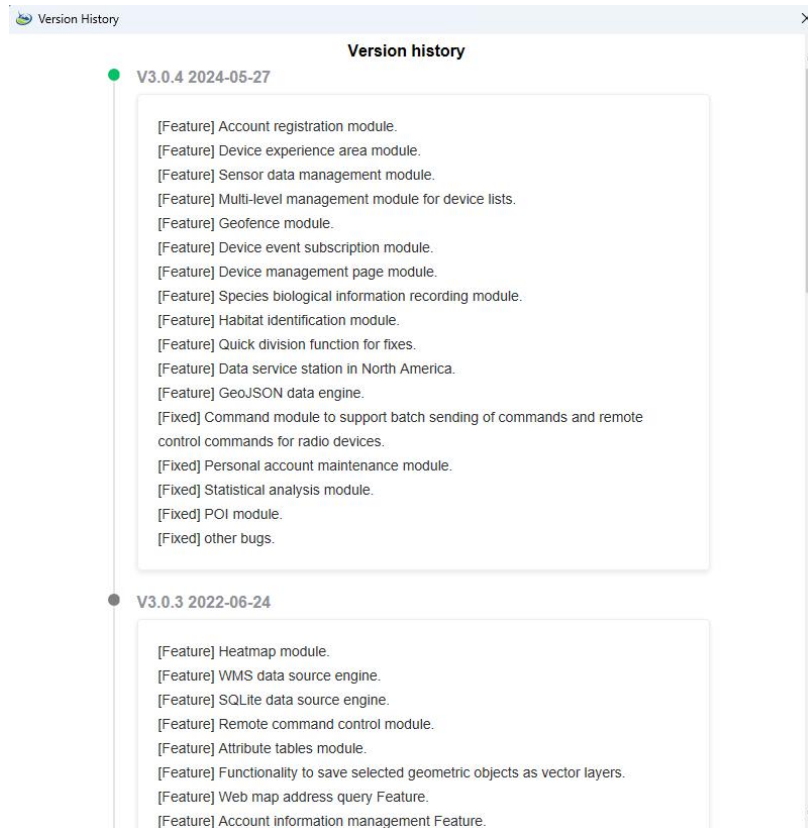 Version History
Version history
V3.0.4 2024-05-27
[Feature] Account registration module.
[Feature] Device experience area module.
[Feature] Sensor data management module.
[Feature] Multi-level management module for device lists.
[Feature] Geofence module.
[Feature] Device event subscription module.
[Feature] Device management page module.
[Feature] Species biological information recording module.
[Feature] Habitat identification module.
[Feature] Quick division function for fixes.
[Feature] Data service station in North America.
[Feature] GeoJSON data engine.
[Fixed] Command module to support batch sending of commands and remote
control commands for radio devices.
[Fixed] Personal account maintenance module.
[Fixed] Statistical analysis module.
[Fixed] POI module.
[Fixed] other bugs.
V3.0.3 2022-06-24
[Feature] Heatmap module.
[Feature] WMS data source engine.
[Feature] SQLite data source engine.
[Feature] Remote command control module.
[Feature] Attribute tables module.
[Feature] Functionality to save selected geometric objects as vector layers.
[Feature] Web map address query Feature.
[Feature] Account information management Feature.